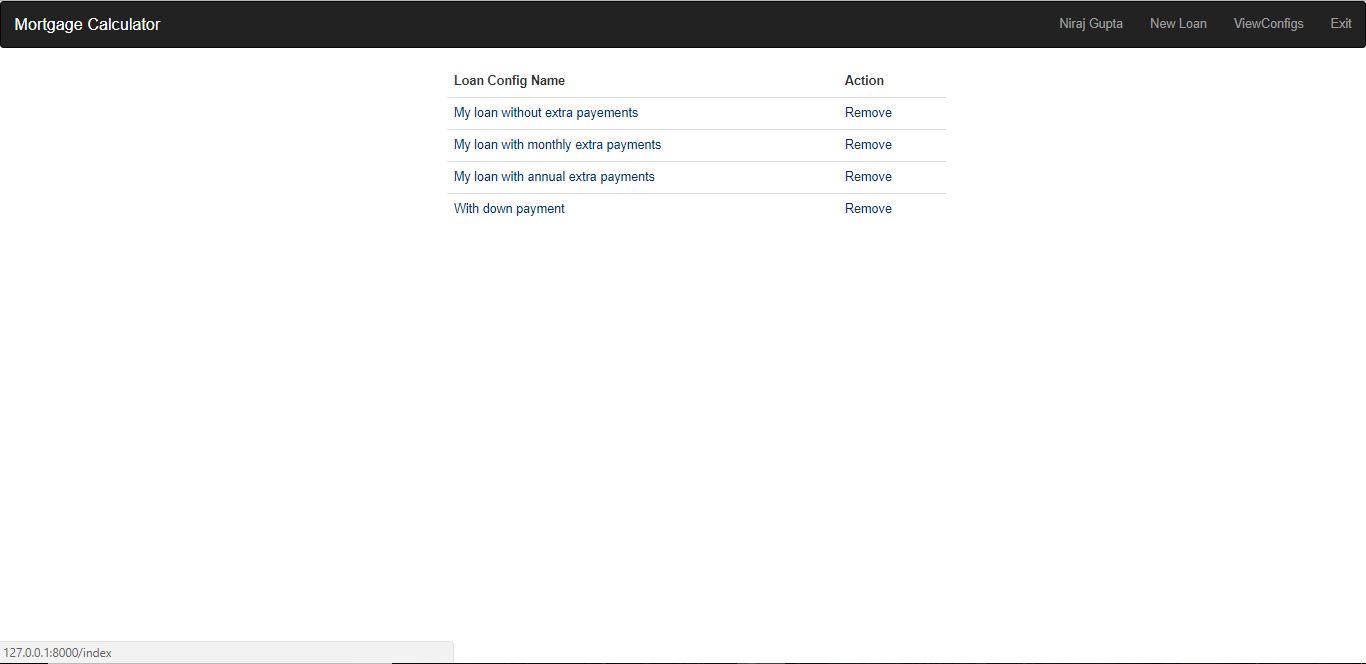 Mortgage Calculator Niraj Gupta New Loan ViewConfigs Exit
Loan Config Name Action
My loan without extra payements Remove
My loan with monthly extra payments Remove
My loan with annual extra payments Remove
With down payment Remove
127.0.0.1:8000/index